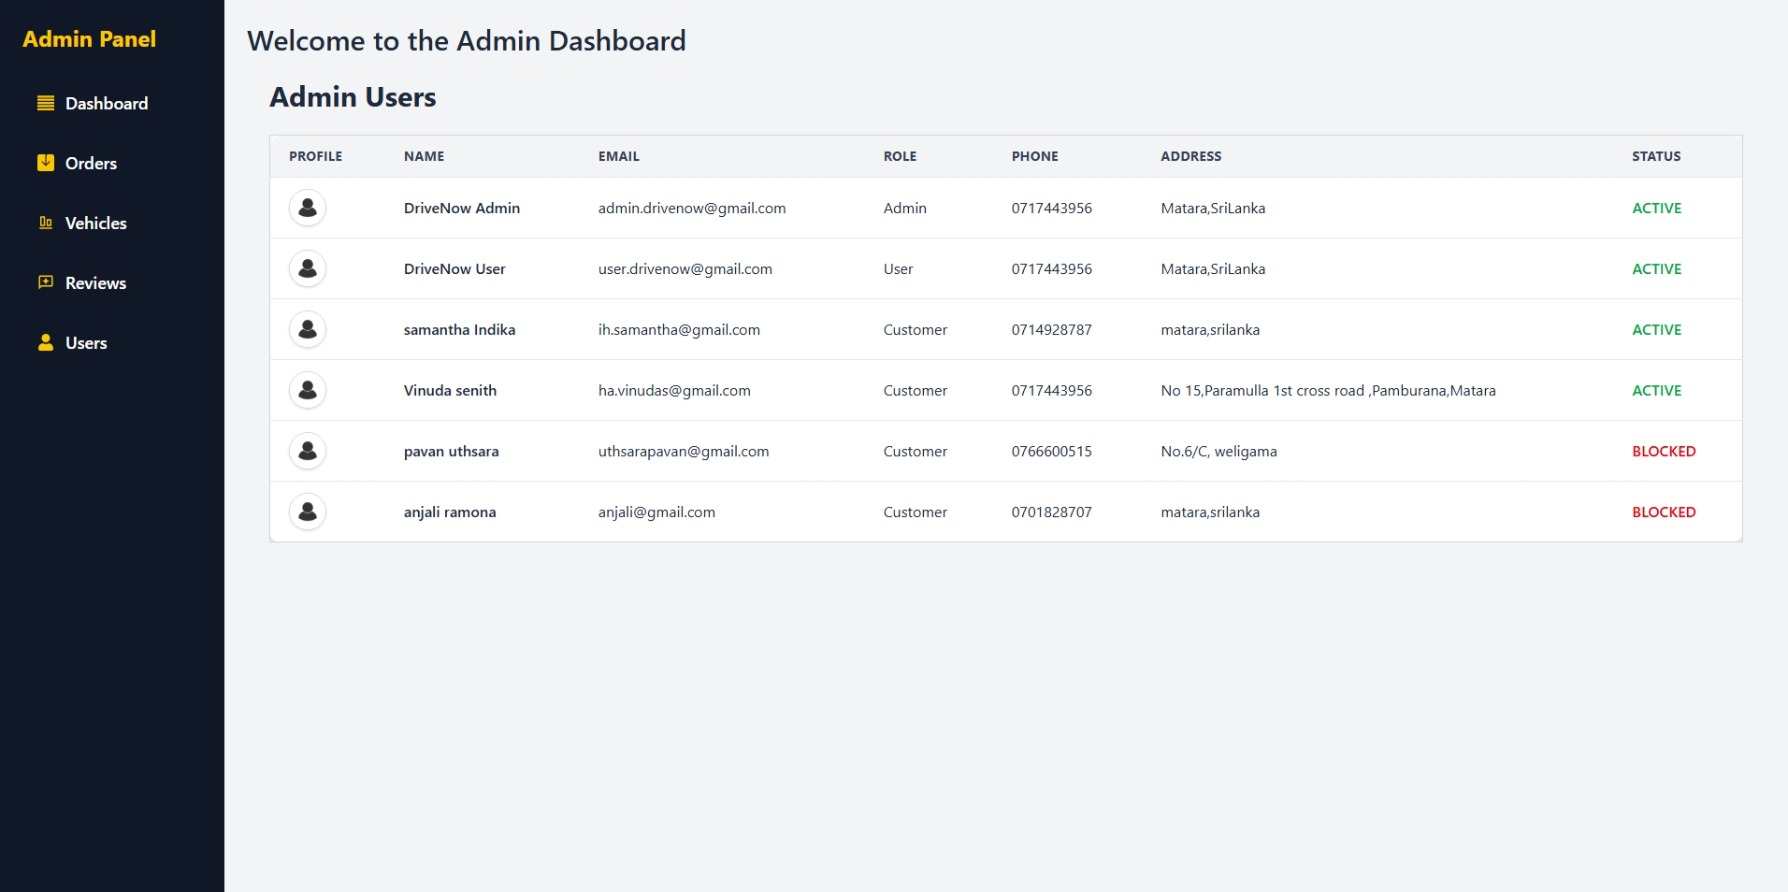 Admin Panel
Dashboard
Orders
Vehicles
Reviews
Users
Welcome to the Admin Dashboard
Admin Users
PROFILE NAME EMAIL ROLE PHONE ADDRESS STATUS
DriveNow Admin admin.drivenow@gmail.com Admin 0717443956 Matara,SriLanka ACTIVE
DriveNow User user.drivenow@gmail.com User 0717443956 Matara,SriLanka ACTIVE
samantha Indika ih.samantha@gmail.com Customer 0714928787 matara,srilanka ACTIVE
Vinuda senith ha.vinudas@gmail.com Customer 0717443956 No 15,Paramulla 1st cross road ,Pamburana,Matara ACTIVE
pavan uthsara uthsarapavan@gmail.com Customer 0766600515 No.6/C, weligama BLOCKED
anjali ramona anjali@gmail.com Customer 0701828707 matara,srilanka BLOCKED